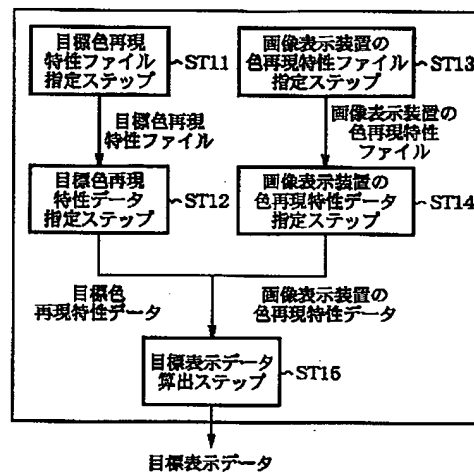 目標色再現
特性ファイル
指定ステップ
ST11
画像表示装置の
色再現特性ファイル
指定ステップ
ST13
目標色再現
特性ファイル
画像表示装置の
色再現特性
ファイル
目標色再現
特性データ
指定ステップ
ST12
画像表示装置の
色再現特性データ
指定ステップ
ST14
目標色
再現特性データ
画像表示装置の
色再現特性データ
目標表示データ
算出ステップ
ST15
目標表示データ